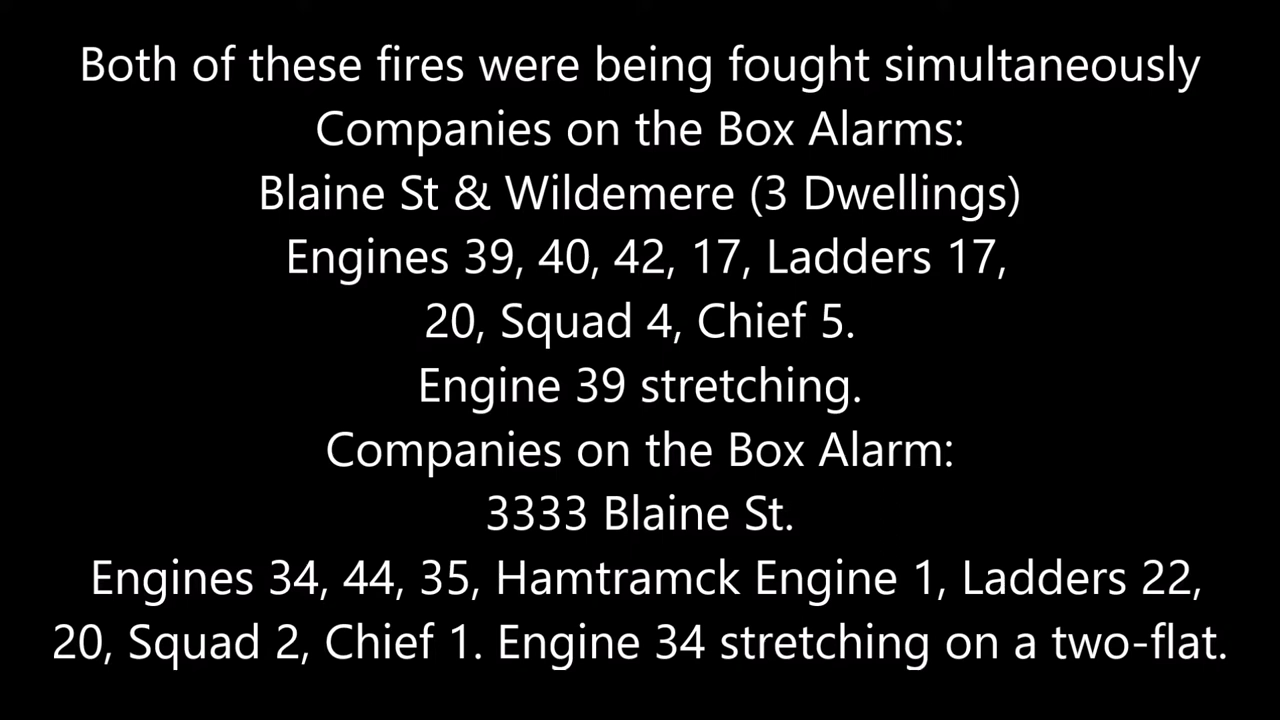 Both of these fires were being fought simultaneously
Companies on the Box Alarms:
Blaine St & Wildemere (3 Dwellings)
Engines 39, 40, 42, 17, Ladders 17,
20, Squad 4, Chief 5.
Engine 39 stretching.
Companies on the Box Alarm:
3333 Blaine St.
Engines 34, 44, 35, Hamtramck Engine 1, Ladders 22,
20, Squad 2, Chief 1. Engine 34 stretching on a two-flat.